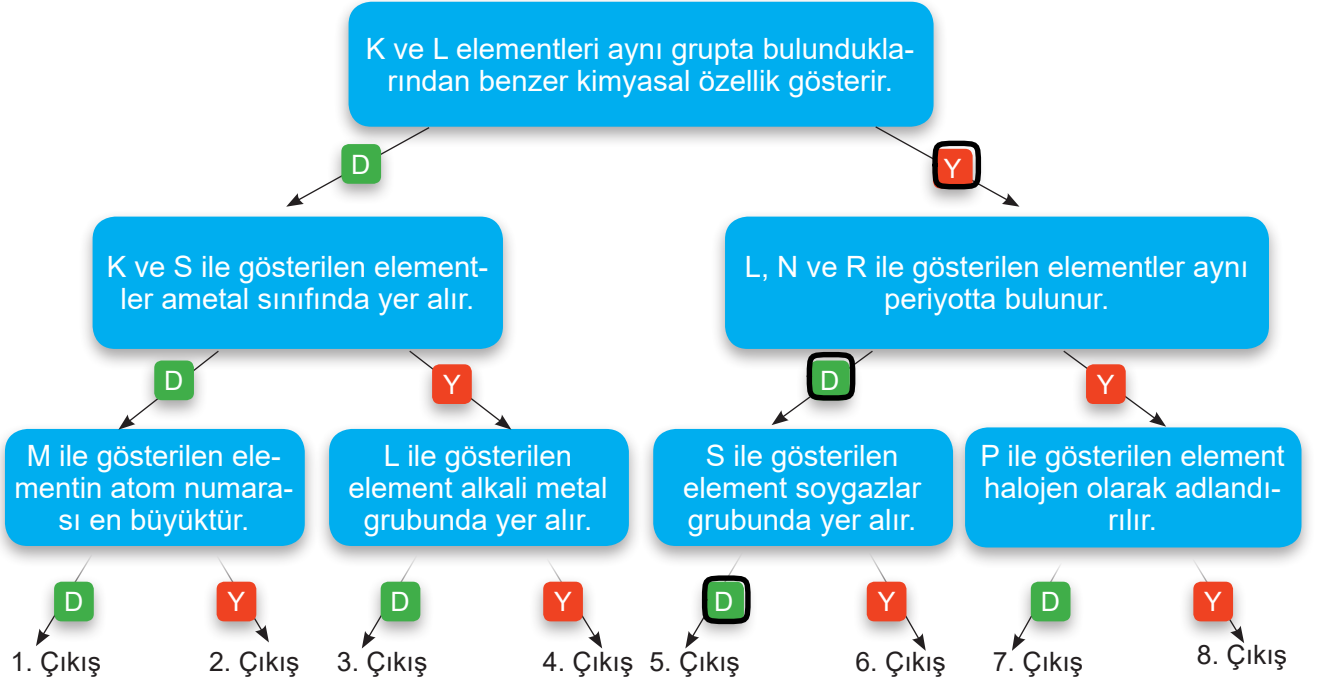 K ve L elementleri aynı grupta bulundukla-
rından benzer kimyasal özellik gösterir.
D
Y
K ve S ile gösterilen element-
ler ametal sınıfında yer alır.
L, N ve R ile gösterilen elementler aynı
periyotta bulunur.
D
Y
D
Y
M ile gösterilen ele-
mentin atom numara-
sı en büyüktür.
L ile gösterilen
element alkali metal
grubunda yer alır.
S ile gösterilen
element soygazlar
grubunda yer alır.
P ile gösterilen element
halojen olarak adlandı-
rılır.
D
Y
D
Y
D
Y
D
Y
1. Çıkış
2. Çıkış
3. Çıkış
4. Çıkış
5. Çıkış
6. Çıkış
7. Çıkış
8. Çıkış